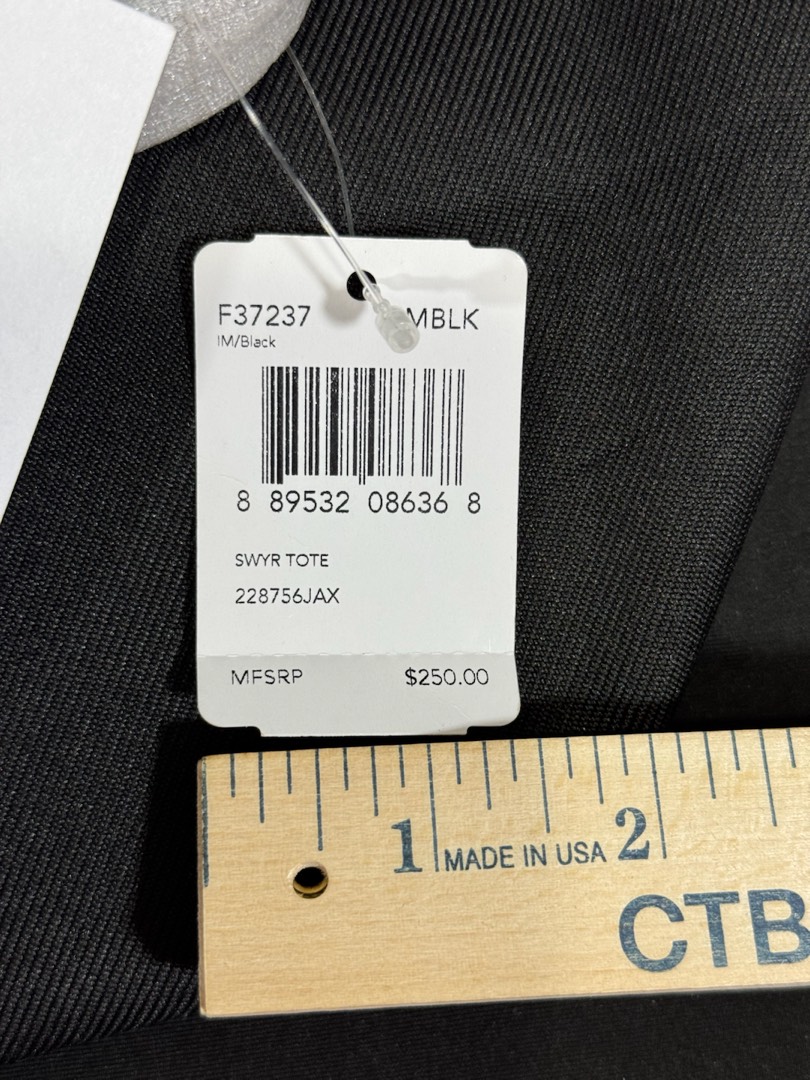 F37237 MBLK
IM/Black
8 89532 08636 8
SWYR TOTE
228756JAX
MFSRP $250.00
1 MADE IN USA 2
CTB